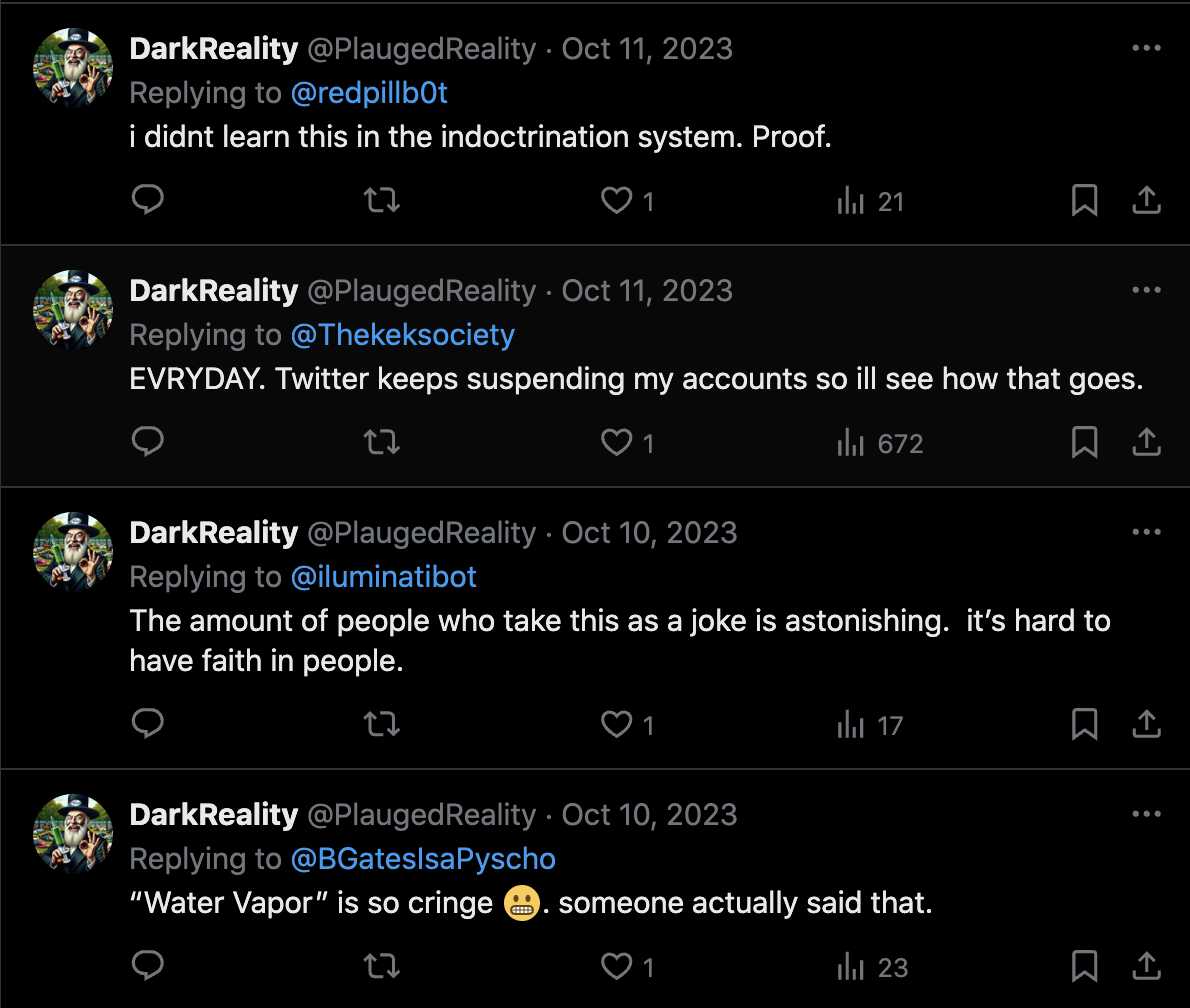 DarkReality @PlaugedReality · Oct 11, 2023
Replying to @redpillb0t
i didnt learn this in the indoctrination system. Proof.
1 21
DarkReality @PlaugedReality · Oct 11, 2023
Replying to @Thekeksociety
EVRYDAY. Twitter keeps suspending my accounts so ill see how that goes.
1 672
DarkReality @PlaugedReality · Oct 10, 2023
Replying to @iluminatibot
The amount of people who take this as a joke is astonishing.  it’s hard to
have faith in people.
1 17
DarkReality @PlaugedReality · Oct 10, 2023
Replying to @BGatesIsaPyscho
“Water Vapor” is so cringe 😬. someone actually said that.
1 23